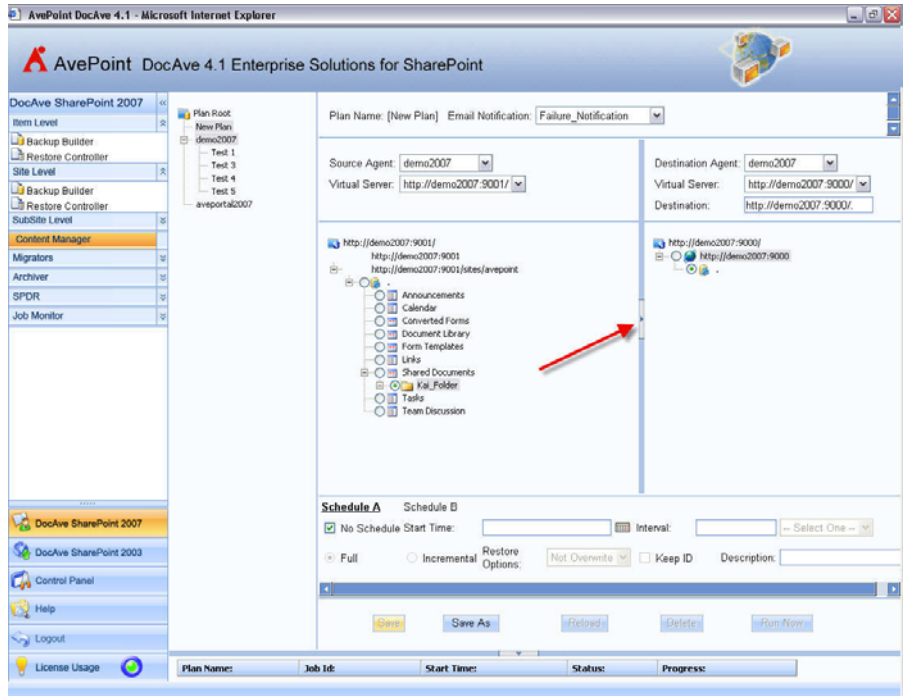 AvePoint DocAve 4.1 - Microsoft Internet Explorer
AvePoint DocAve 4.1 Enterprise Solutions for SharePoint
DocAve SharePoint 2007
Item Level
Backup Builder
Restore Controller
Site Level
Backup Builder
Restore Controller
SubSite Level
Content Manager
Migrators
Archiver
SPDR
Job Monitor
DocAve SharePoint 2007
DocAve SharePoint 2003
Control Panel
Help
Logout
License Usage
Plan Root
New Plan
demo2007
Test 1
Test 3
Test 4
Test 5
aveportal2007
Plan Name: [New Plan] Email Notification: Failure_Notification
Source Agent: demo2007
Virtual Server: http://demo2007:9001/
Destination Agent: demo2007
Virtual Server: http://demo2007:9000/
Destination: http://demo2007:9000/.
http://demo2007:9001/
http://demo2007:9001
http://demo2007:9001/sites/avepoint
.
Announcements
Calendar
Converted Forms
Document Library
Form Templates
Links
Shared Documents
Kai_Folder
Tasks
Team Discussion
http://demo2007:9000/
http://demo2007:9000
.
Schedule A Schedule B
No Schedule Start Time: Interval: -- Select One --
Full Incremental Restore Options: Not Overwrite Keep ID Description:
Save Save As Reload Delete Run Now
Plan Name: Job Id: Start Time: Status: Progress: